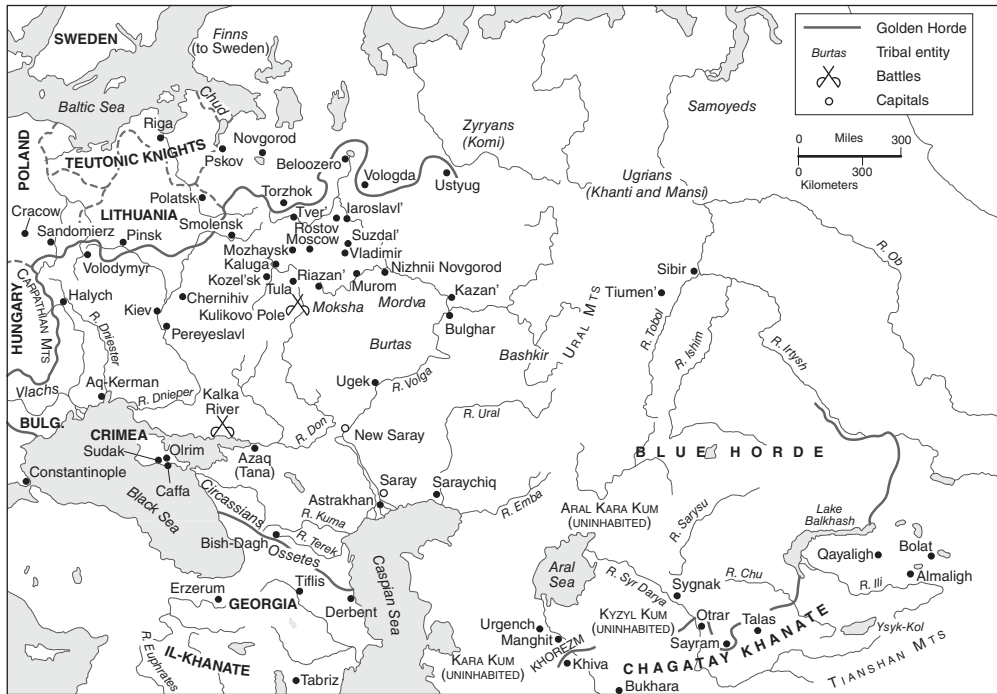 SWEDEN
Finns
(to Sweden)
Golden Horde
Burtas
Tribal entity
Battles
Capitals
0 Miles 300
0 300
Kilometers
Samoyeds
Baltic Sea
Chud
Riga
Novgorod
Zyryans
(Komi)
POLAND
TEUTONIC KNIGHTS
Pskov
Beloozero
Vologda
Ustyug
Ugrians
(Khanti and Mansi)
Polatsk
Torzhok
Cracow
LITHUANIA
Tver'
Iaroslavl'
Sandomierz
Pinsk
Smolensk
Rostov
Moscow
Suzdal'
R. Ob
Volodymyr
Mozhaysk
Vladimir
Kaluga
Nizhnii Novgorod
Sibir
CARPATHIAN MTS
Kozel'sk
Riazan'
Tiumen'
HUNGARY
Halych
Chernihiv
Tula
Murom
Kazan'
Kulikovo Pole
Moksha
Mordva
Kiev
Pereyeslavl
Bulghar
URAL MTS
R. Tobol
R. Ishim
R. Dniester
Burtas
Bashkir
R. Irtysh
Vlachs
Aq-Kerman
R. Dnieper
Kalka
River
Ugek
R. Volga
BULG.
R. Don
R. Ural
CRIMEA
New Saray
Sudak
Olrim
Azaq
(Tana)
BLUE HORDE
Constantinople
Caffa
Saray
Saraychiq
Black Sea
Circassians
Astrakhan
R. Emba
ARAL KARA KUM
(UNINHABITED)
R. Sarysu
R. Kuma
Lake
Balkhash
Bish-Dagh
R. Terek
Ossetes
Qayaligh
Bolat
Caspian Sea
Aral
Sea
R. Syr Darya
Sygnak
R. Chu
R. Ili
Almaligh
Erzerum
Tiflis
GEORGIA
Derbent
KYZYL KUM
(UNINHABITED)
Otrar
Talas
Urgench
Manghit
Sayram
Ysyk-Kol
R. Euphrates
IL-KHANATE
KARA KUM
(UNINHABITED)
KHOREZM
Khiva
CHAGATAY KHANATE
TIANSHAN MTS
Tabriz
Bukhara